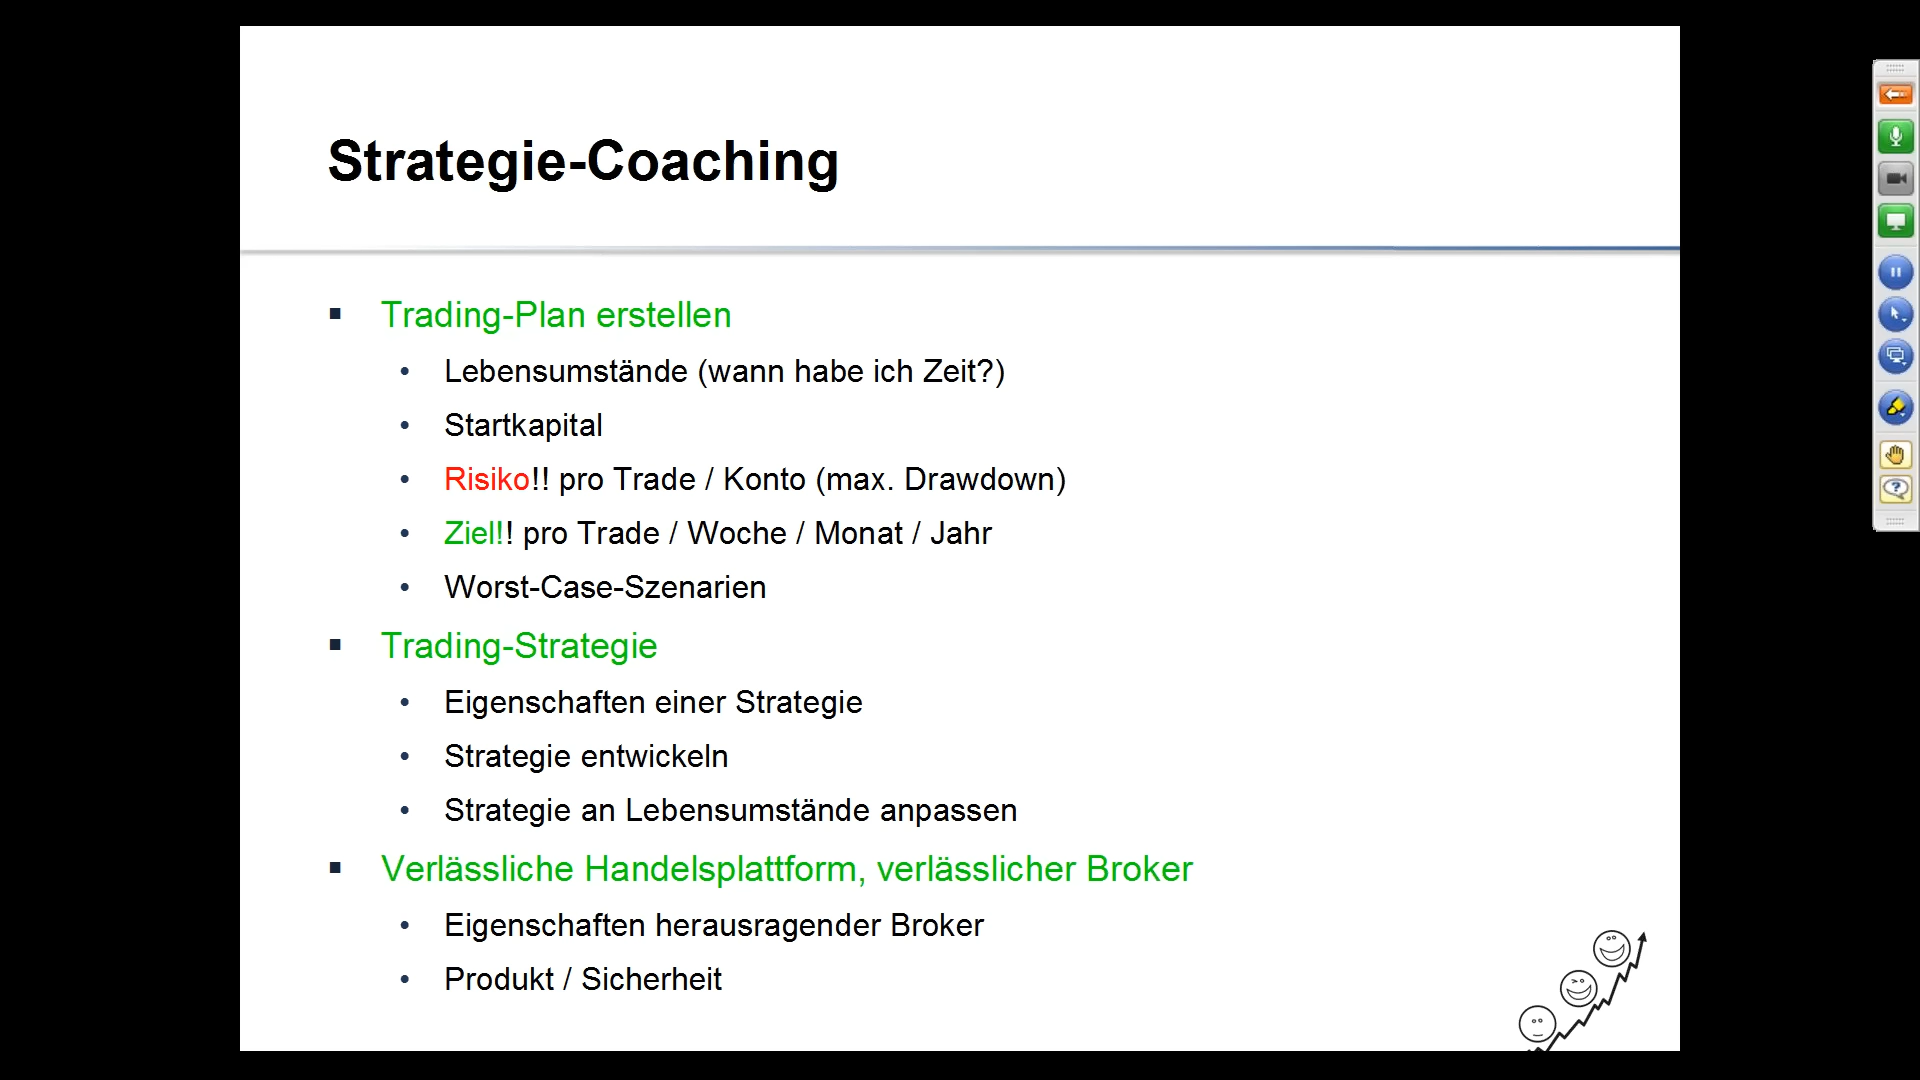 Strategie-Coaching
Trading-Plan erstellen
Lebensumstände (wann habe ich Zeit?)
Startkapital
Risiko!! pro Trade / Konto (max. Drawdown)
Ziel!! pro Trade / Woche / Monat / Jahr
Worst-Case-Szenarien
Trading-Strategie
Eigenschaften einer Strategie
Strategie entwickeln
Strategie an Lebensumstände anpassen
Verlässliche Handelsplattform, verlässlicher Broker
Eigenschaften herausragender Broker
Produkt / Sicherheit